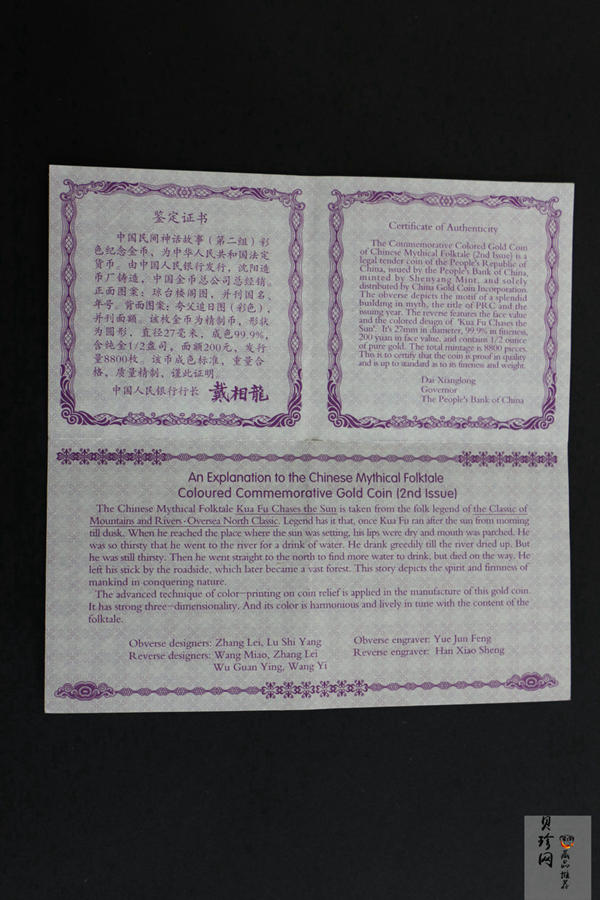 鉴定证书
中国民间神话故事(第二组)彩
色纪念金币,为中华人民共和国法定
货币。由中国人民银行发行,沈阳造
币厂铸造,中国金币总公司总经销。
正面图案:琼台楼阁图,并刊国名、
年号。背面图案:夸父追日图(彩色),
并刊面额。该枚金币为精制币,形状
为圆形,直径27毫米,成色99.9%,
含纯金1/2盎司,面额200元,发行
量8800枚。该币成色标准,重量合
格,质量精制,谨此证明。
中国人民银行行长 戴相龍
Certificate of Authenticity
The Commemorative Colored Gold Coin
of Chinese Mythical Folktale (2nd Issue) is a
legal tender coin of the People's Republic of
China, issued by the People's Bank of China,
minted by Shenyang Mint, and solely
distributed by China Gold Coin Incorporation.
The obverse depicts the motif of a splendid
building in myth, the title of PRC and the
issuing year. The reverse features the face value
and the colored design of 'Kua Fu Chases the
Sun'. It's 27mm in diameter, 99.9% in fineness,
200 yuan in face value, and contains 1/2 ounce
of pure gold. The total mintage is 8800 pieces.
This is to certify that the coin is proof in quality
and is up to standard as to its fineness and weight.
Dai Xianglong
Governor
The People's Bank of China
An Explanation to the Chinese Mythical Folktale
Coloured Commemorative Gold Coin (2nd Issue)
The Chinese Mythical Folktale Kua Fu Chases the Sun is taken from the folk legend of the Classic of
Mountains and Rivers·Oversea North Classic. Legend has it that, once Kua Fu ran after the sun from morning
till dusk. When he reached the place where the sun was setting, his lips were dry and mouth was parched. He
was so thirsty that he went to the river for a drink of water. He drank greedily till the river dried up. But
he was still thirsty. Then he went straight to the north to find more water to drink, but died on the way. He
left his stick by the roadside, which later became a vast forest. This story depicts the spirit and firmness of
mankind in conquering nature.
The advanced technique of color-printing on coin relief is applied in the manufacture of this gold coin.
It has strong three-dimensionality. And its color is harmonious and lively in tune with the content of the
folktale.
Obverse designers: Zhang Lei, Lu Shi Yang
Reverse designers: Wang Miao, Zhang Lei
Wu Guan Ying, Wang Yi
Obverse engraver: Yue Jun Feng
Reverse engraver: Han Xiao Sheng
贝珍网
藏品推荐